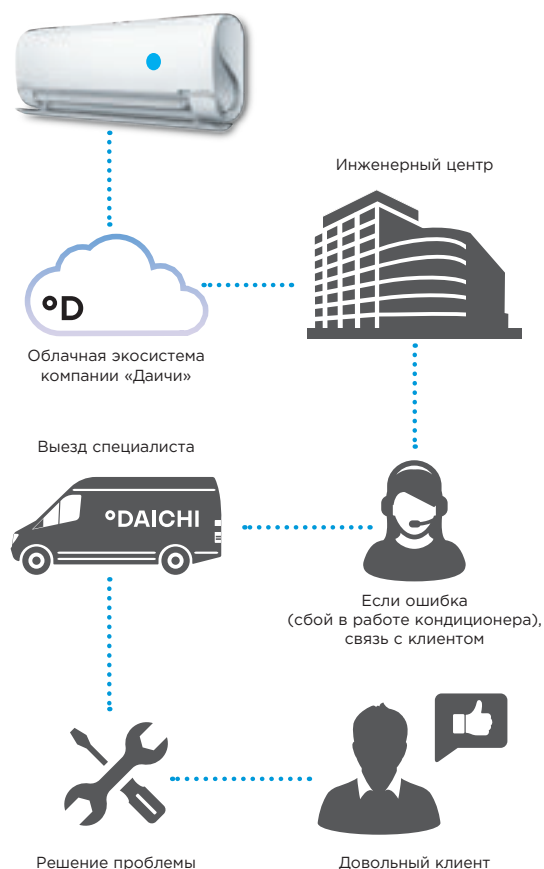 Инженерный центр
°D
Облачная экосистема
компании «Даичи»
Выезд специалиста
°DAICHI
Если ошибка
(сбой в работе кондиционера),
связь с клиентом
Решение проблемы
Довольный клиент